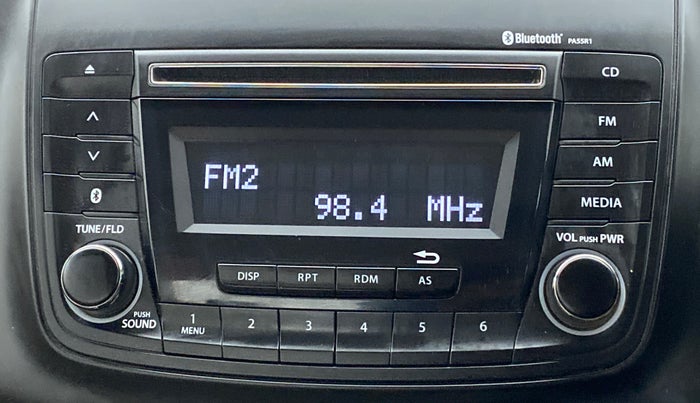 Bluetooth® PA5SR1
CD
FM
AM
MEDIA
FM2
98.4 MHz
TUNE/FLD
VOL PUSH PWR
DISP RPT RDM AS
PUSH
SOUND
1 2 3 4 5 6
MENU